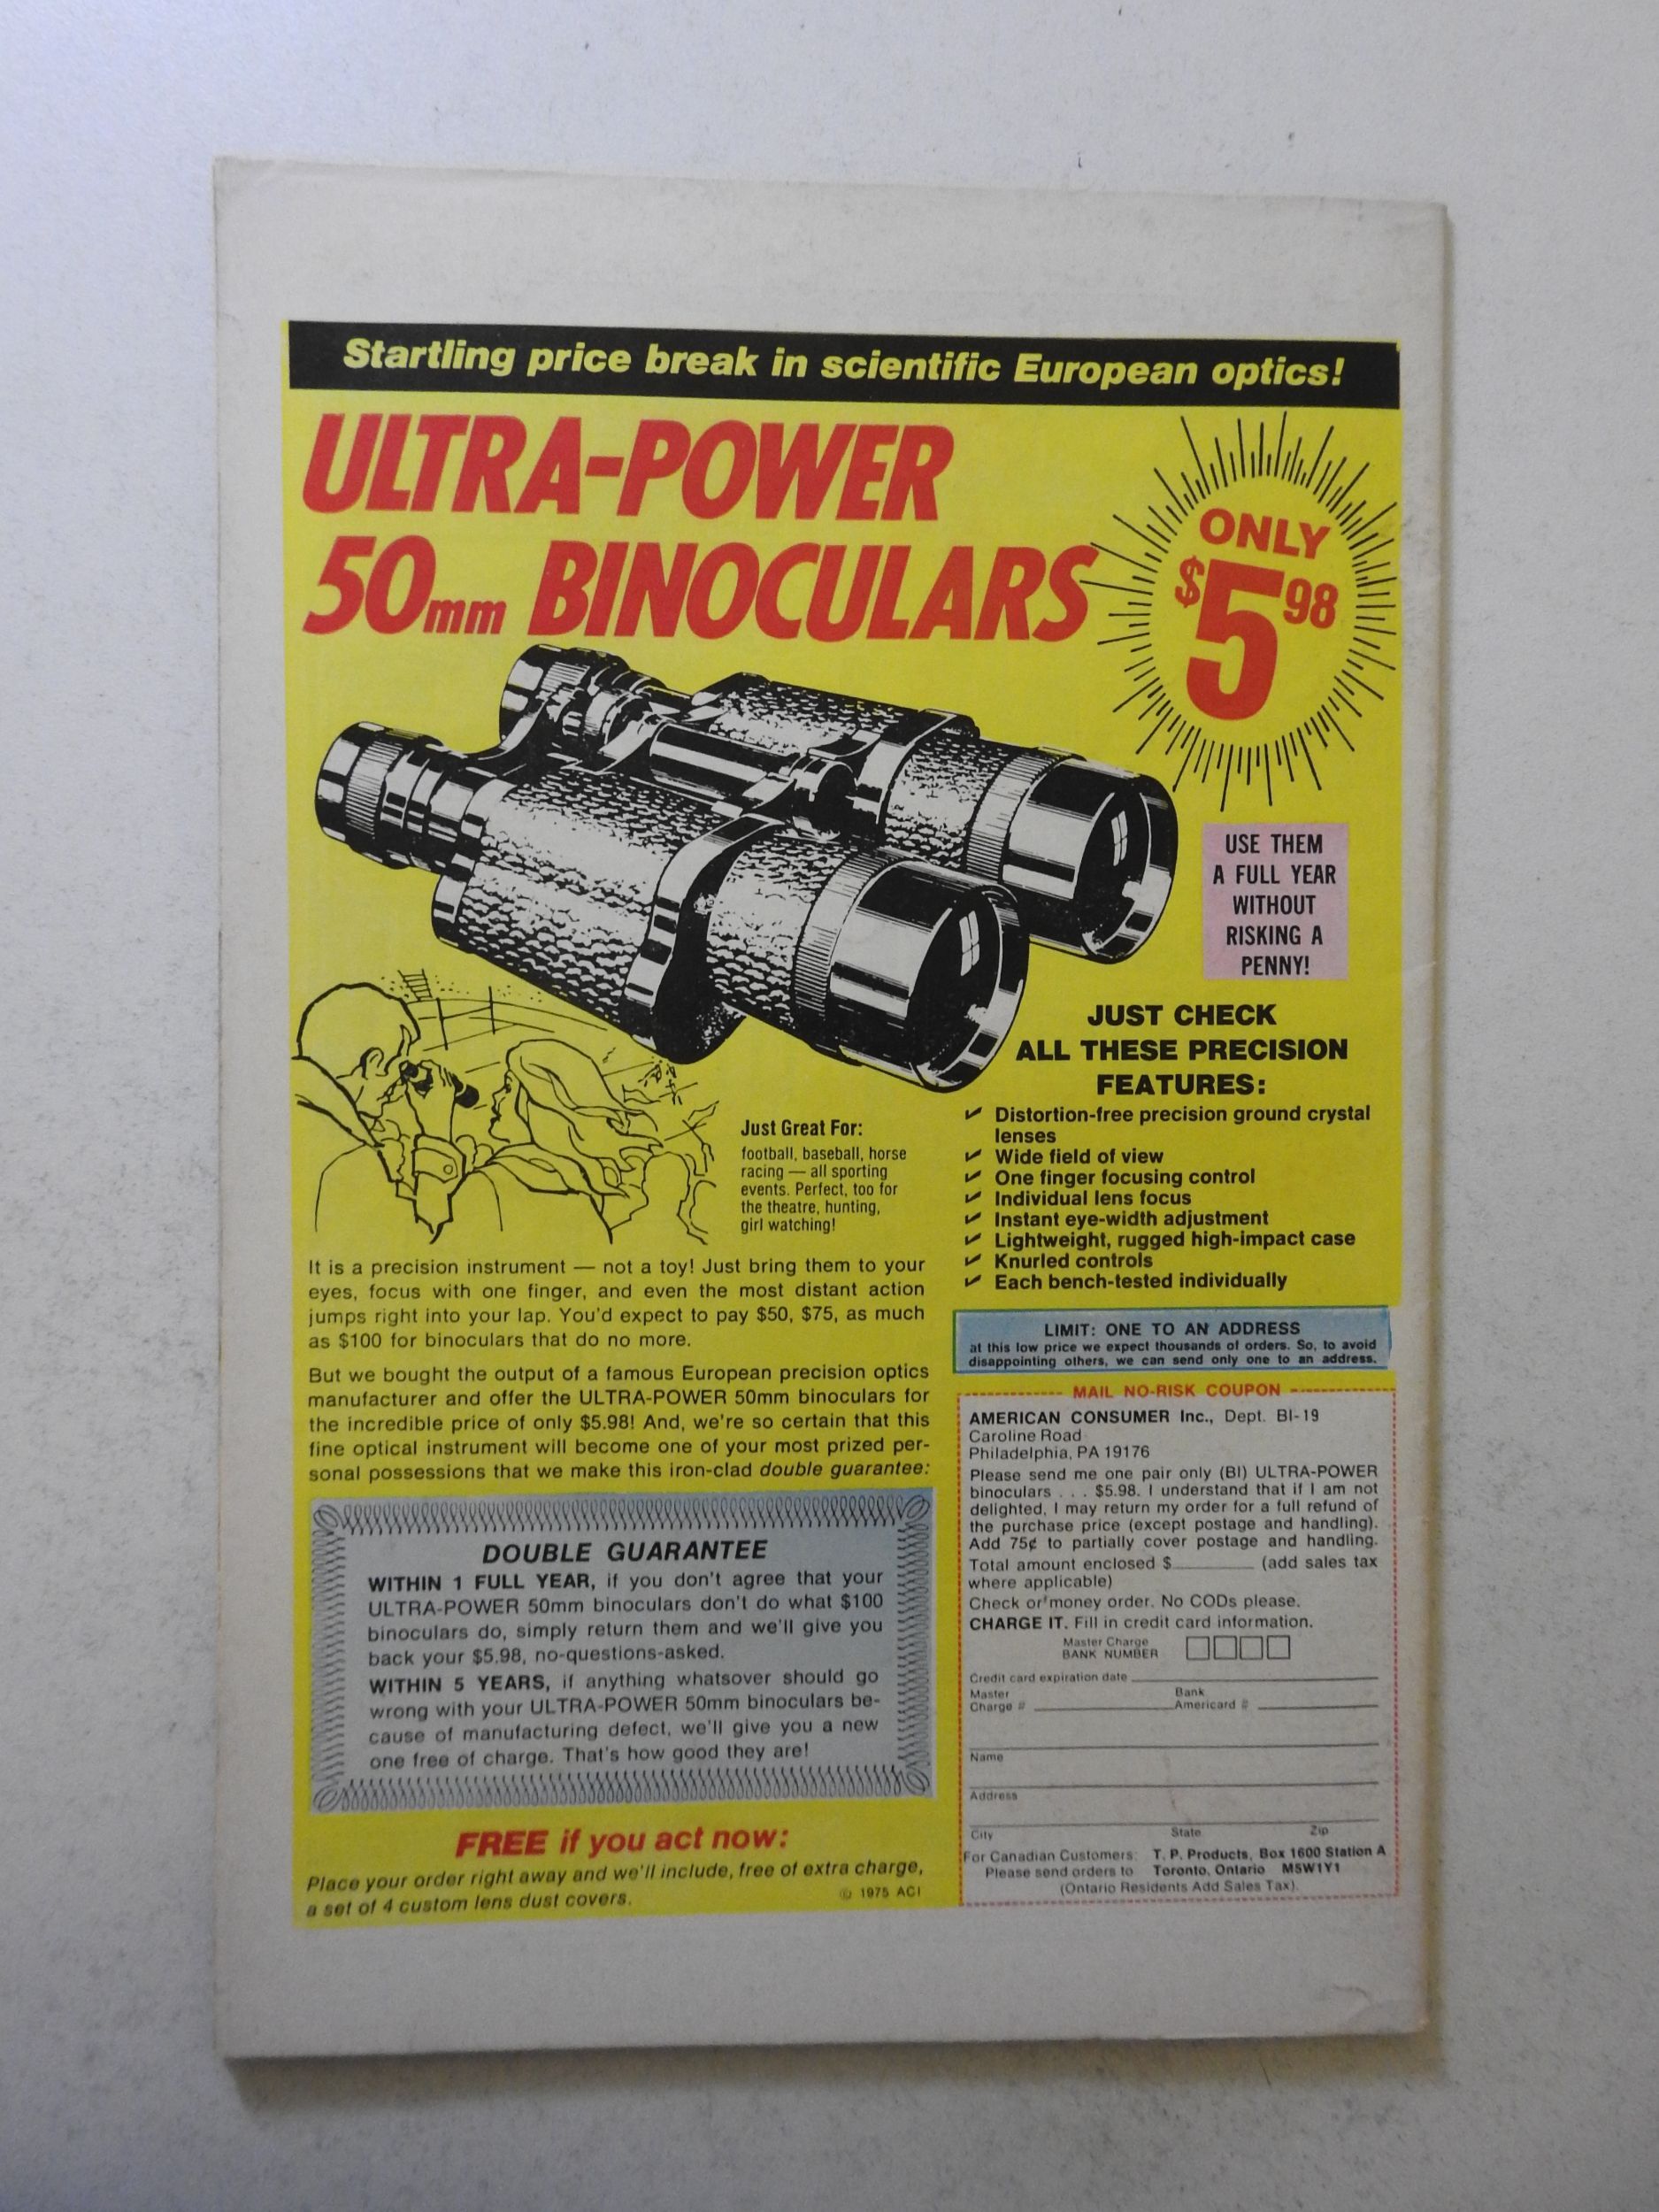 Startling price break in scientific European optics!
ULTRA-POWER
50mm BINOCULARS
ONLY
$5 98
USE THEM
A FULL YEAR
WITHOUT
RISKING A
PENNY!
JUST CHECK
ALL THESE PRECISION
FEATURES:
✔ Distortion-free precision ground crystal
lenses
✔ Wide field of view
✔ One finger focusing control
✔ Individual lens focus
✔ Instant eye-width adjustment
✔ Lightweight, rugged high-impact case
✔ Knurled controls
✔ Each bench-tested individually
Just Great For:
football, baseball, horse
racing — all sporting
events. Perfect, too for
the theatre, hunting,
girl watching!
It is a precision instrument — not a toy! Just bring them to your
eyes, focus with one finger, and even the most distant action
jumps right into your lap. You'd expect to pay $50, $75, as much
as $100 for binoculars that do no more.
But we bought the output of a famous European precision optics
manufacturer and offer the ULTRA-POWER 50mm binoculars for
the incredible price of only $5.98! And, we're so certain that this
fine optical instrument will become one of your most prized per-
sonal possessions that we make this iron-clad double guarantee:
DOUBLE GUARANTEE
WITHIN 1 FULL YEAR, if you don't agree that your
ULTRA-POWER 50mm binoculars don't do what $100
binoculars do, simply return them and we'll give you
back your $5.98, no-questions-asked.
WITHIN 5 YEARS, if anything whatsover should go
wrong with your ULTRA-POWER 50mm binoculars be-
cause of manufacturing defect, we'll give you a new
one free of charge. That's how good they are!
FREE if you act now:
Place your order right away and we'll include, free of extra charge,
a set of 4 custom lens dust covers.
© 1975 ACI
LIMIT: ONE TO AN ADDRESS
at this low price we expect thousands of orders. So, to avoid
disappointing others, we can send only one to an address.
MAIL NO-RISK COUPON
AMERICAN CONSUMER Inc., Dept. BI-19
Caroline Road
Philadelphia, PA 19176
Please send me one pair only (BI) ULTRA-POWER
binoculars . . . $5.98. I understand that if I am not
delighted, I may return my order for a full refund of
the purchase price (except postage and handling).
Add 75¢ to partially cover postage and handling.
Total amount enclosed $ (add sales tax
where applicable)
Check or money order. No CODs please.
CHARGE IT. Fill in credit card information.
Master Charge
BANK NUMBER
Credit card expiration date
Master Charge #
Bank Americard #
Name
Address
City State Zip
For Canadian Customers: T. P. Products, Box 1600 Station A
Please send orders to Toronto, Ontario M5W1Y1
(Ontario Residents Add Sales Tax).